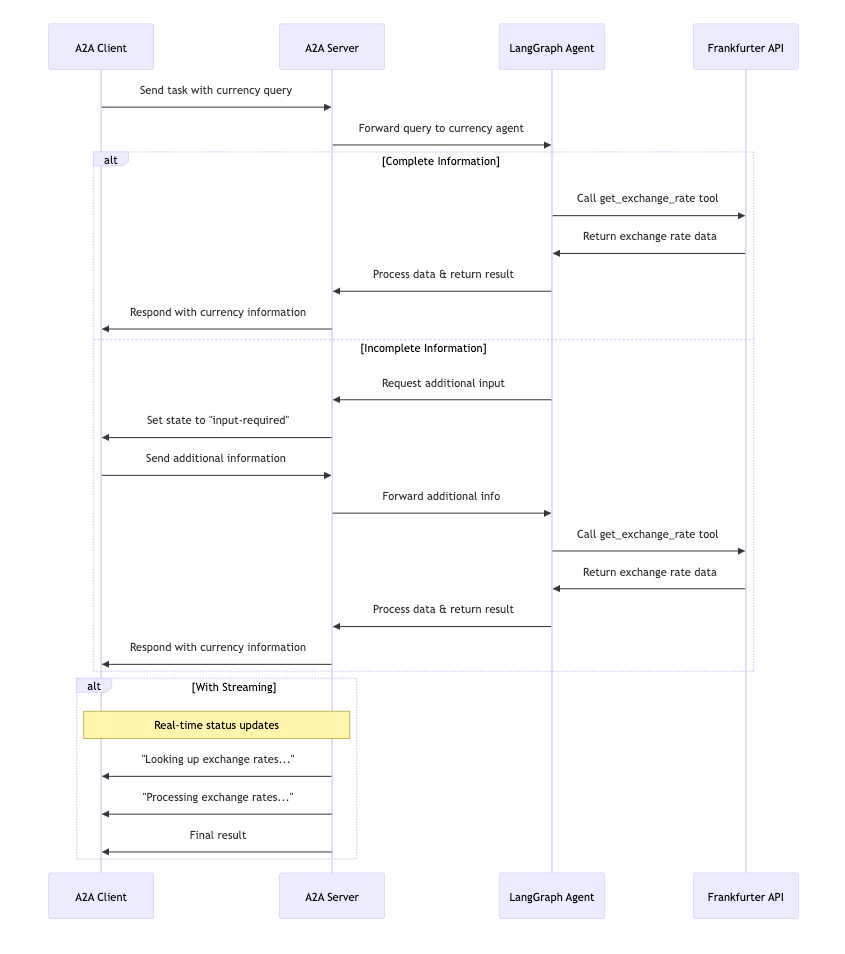 A2A Client
A2A Server
LangGraph Agent
Frankfurter API
Send task with currency query
Forward query to currency agent
alt
[Complete Information]
Call get_exchange_rate tool
Return exchange rate data
Process data & return result
Respond with currency information
[Incomplete Information]
Request additional input
Set state to "input-required"
Send additional information
Forward additional info
Call get_exchange_rate tool
Return exchange rate data
Process data & return result
Respond with currency information
alt
[With Streaming]
Real-time status updates
"Looking up exchange rates..."
"Processing exchange rates..."
Final result
A2A Client
A2A Server
LangGraph Agent
Frankfurter API